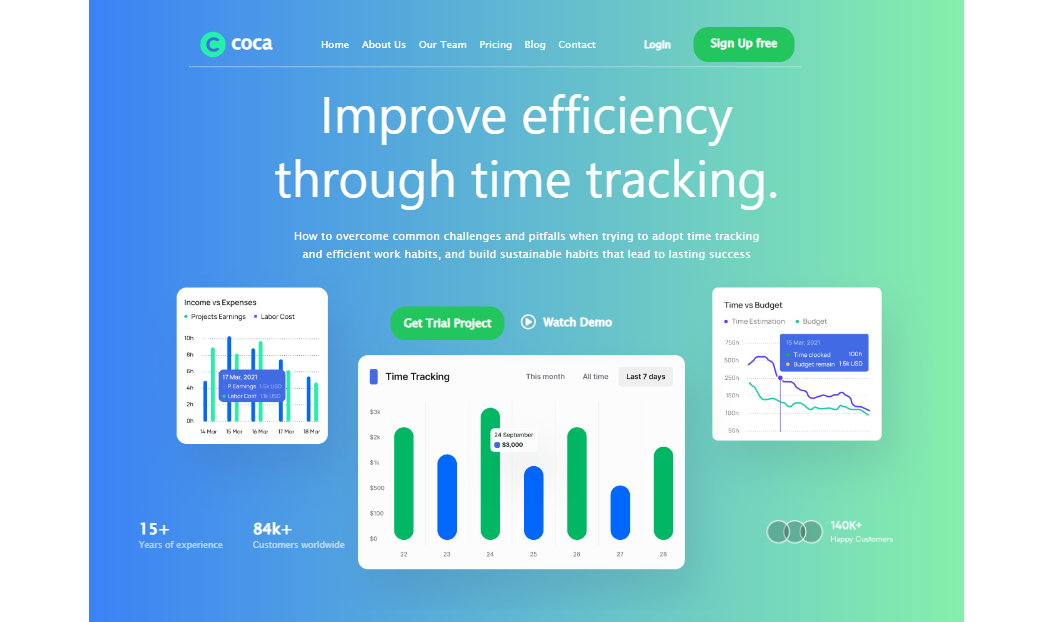 coca
Home About Us Our Team Pricing Blog Contact Login Sign Up free
Improve efficiency
through time tracking.
How to overcome common challenges and pitfalls when trying to adopt time tracking
and efficient work habits, and build sustainable habits that lead to lasting success
Income vs Expenses
Projects Earnings Labor Cost
10h
8h
6h
4h
2h
0h
17 Mar, 2021
P Earnings 1.5k USD
Labor Cost 1.1k USD
14 Mar 15 Mar 16 Mar 17 Mar 18 Mar
Get Trial Project Watch Demo
Time Tracking This month All time Last 7 days
$3k
$2k
$1k
$500
$100
$0
24 September
$3,000
22 23 24 25 26 27 28
Time vs Budget
Time Estimation Budget
750h
500h
250h
150h
100h
50h
15 Mar, 2021
Time clocked 100h
Budget remain 1.5k USD
15+
Years of experience
84k+
Customers worldwide
140K+
Happy Customers